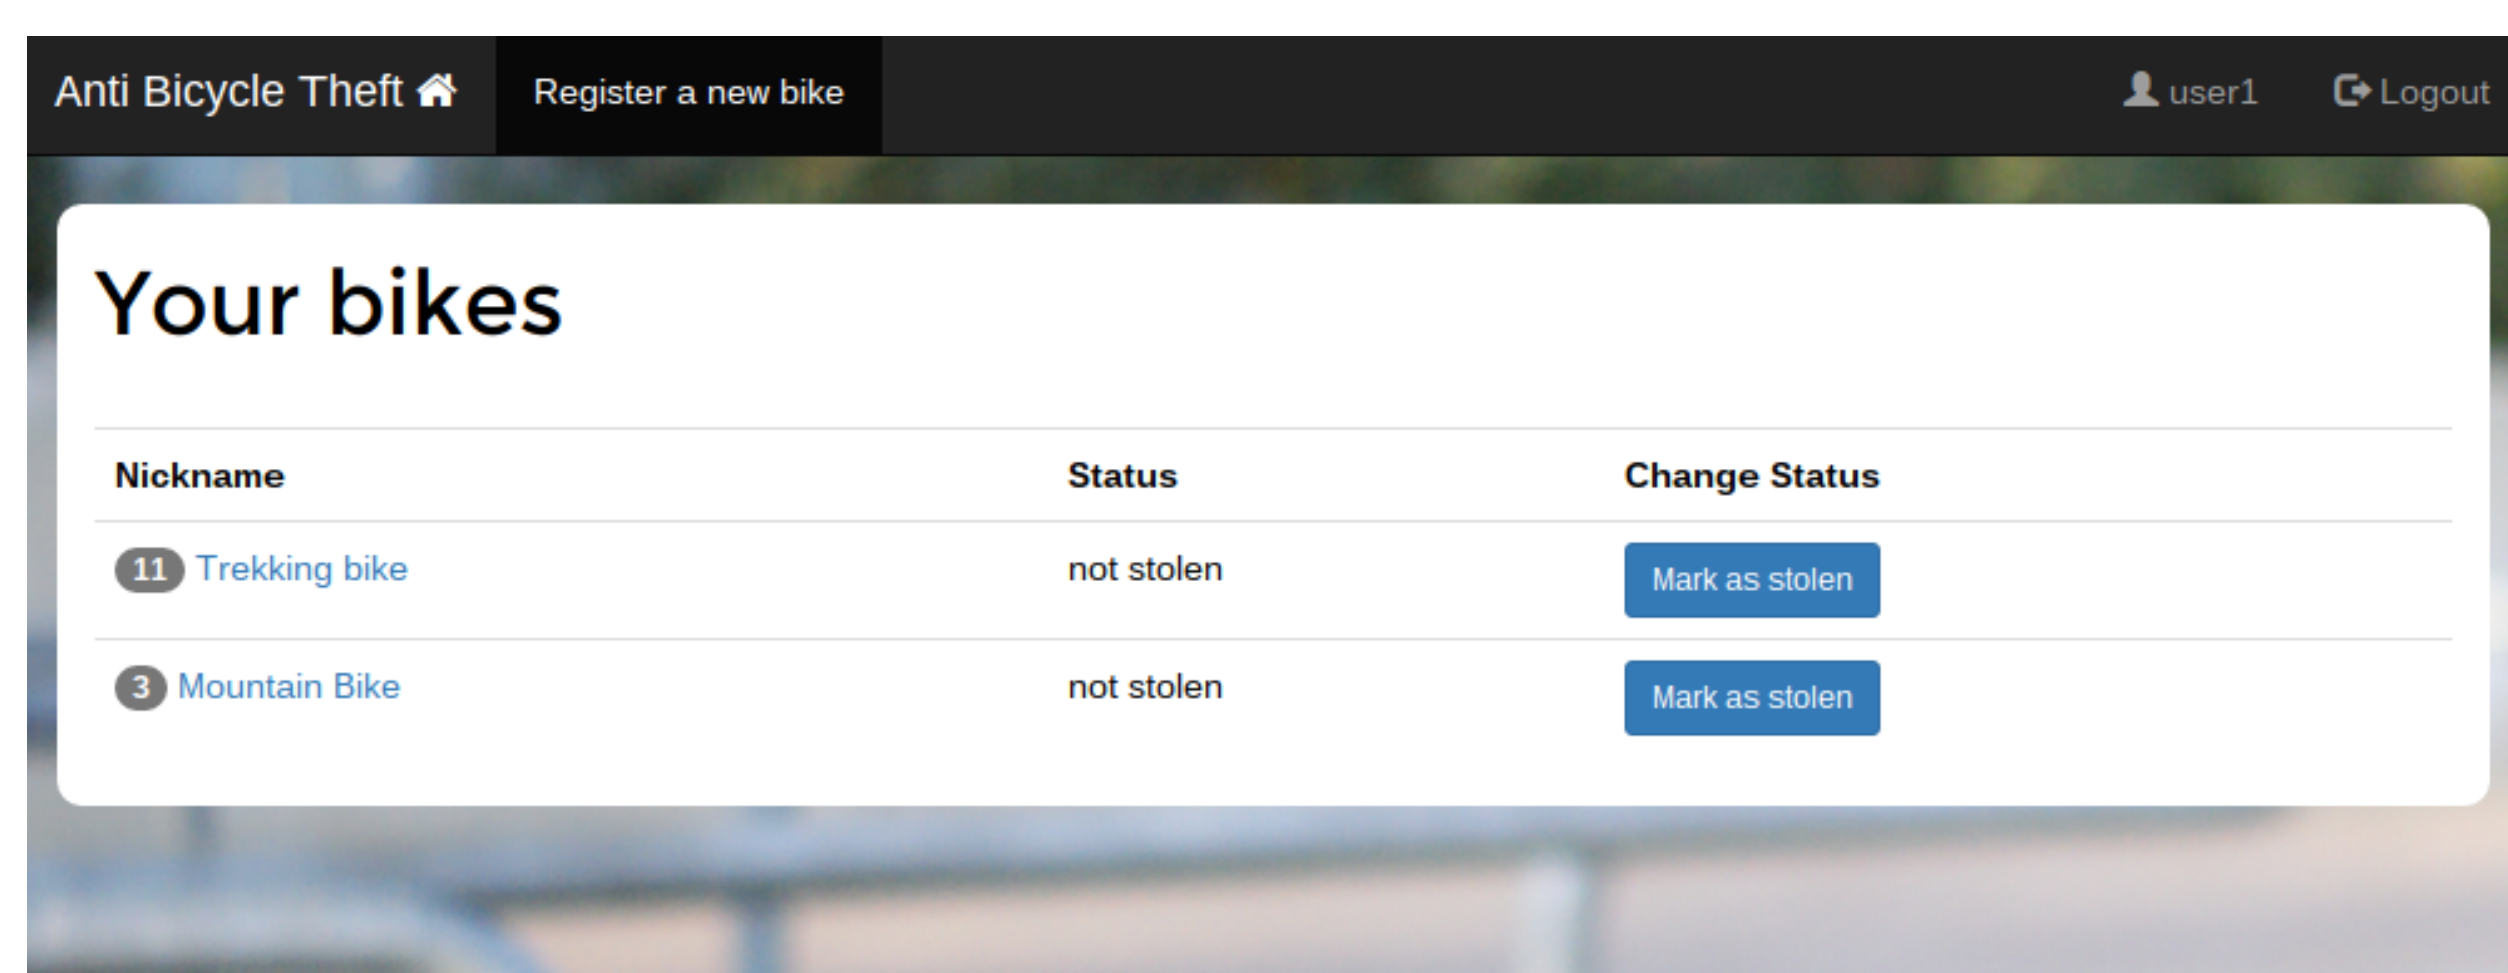 Anti Bicycle Theft Register a new bike user1 Logout
Your bikes
Nickname Status Change Status
11 Trekking bike not stolen Mark as stolen
3 Mountain Bike not stolen Mark as stolen